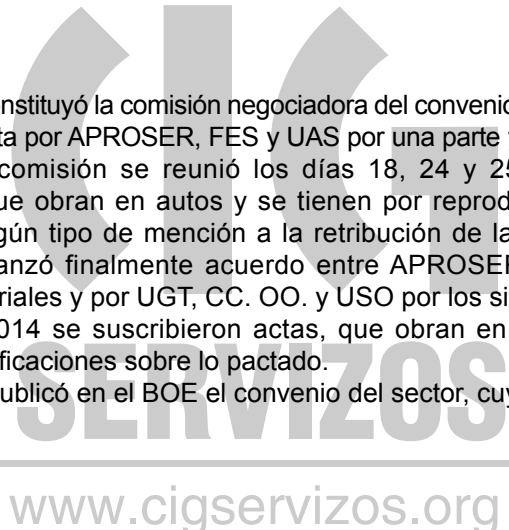 nstituyó la comisión negociadora del convenio
ta por APROSER, FES y UAS por una parte
comisión se reunió los días 18, 24 y 25
ue obran en autos y se tienen por reprod
gún tipo de mención a la retribución de la
anzó finalmente acuerdo entre APROSER
riales y por UGT, CC. OO. y USO por los si
014 se suscribieron actas, que obran en
ificaciones sobre lo pactado.
ublicó en el BOE el convenio del sector, cuy
CIG
SERVIZOS
www.cigservizos.org